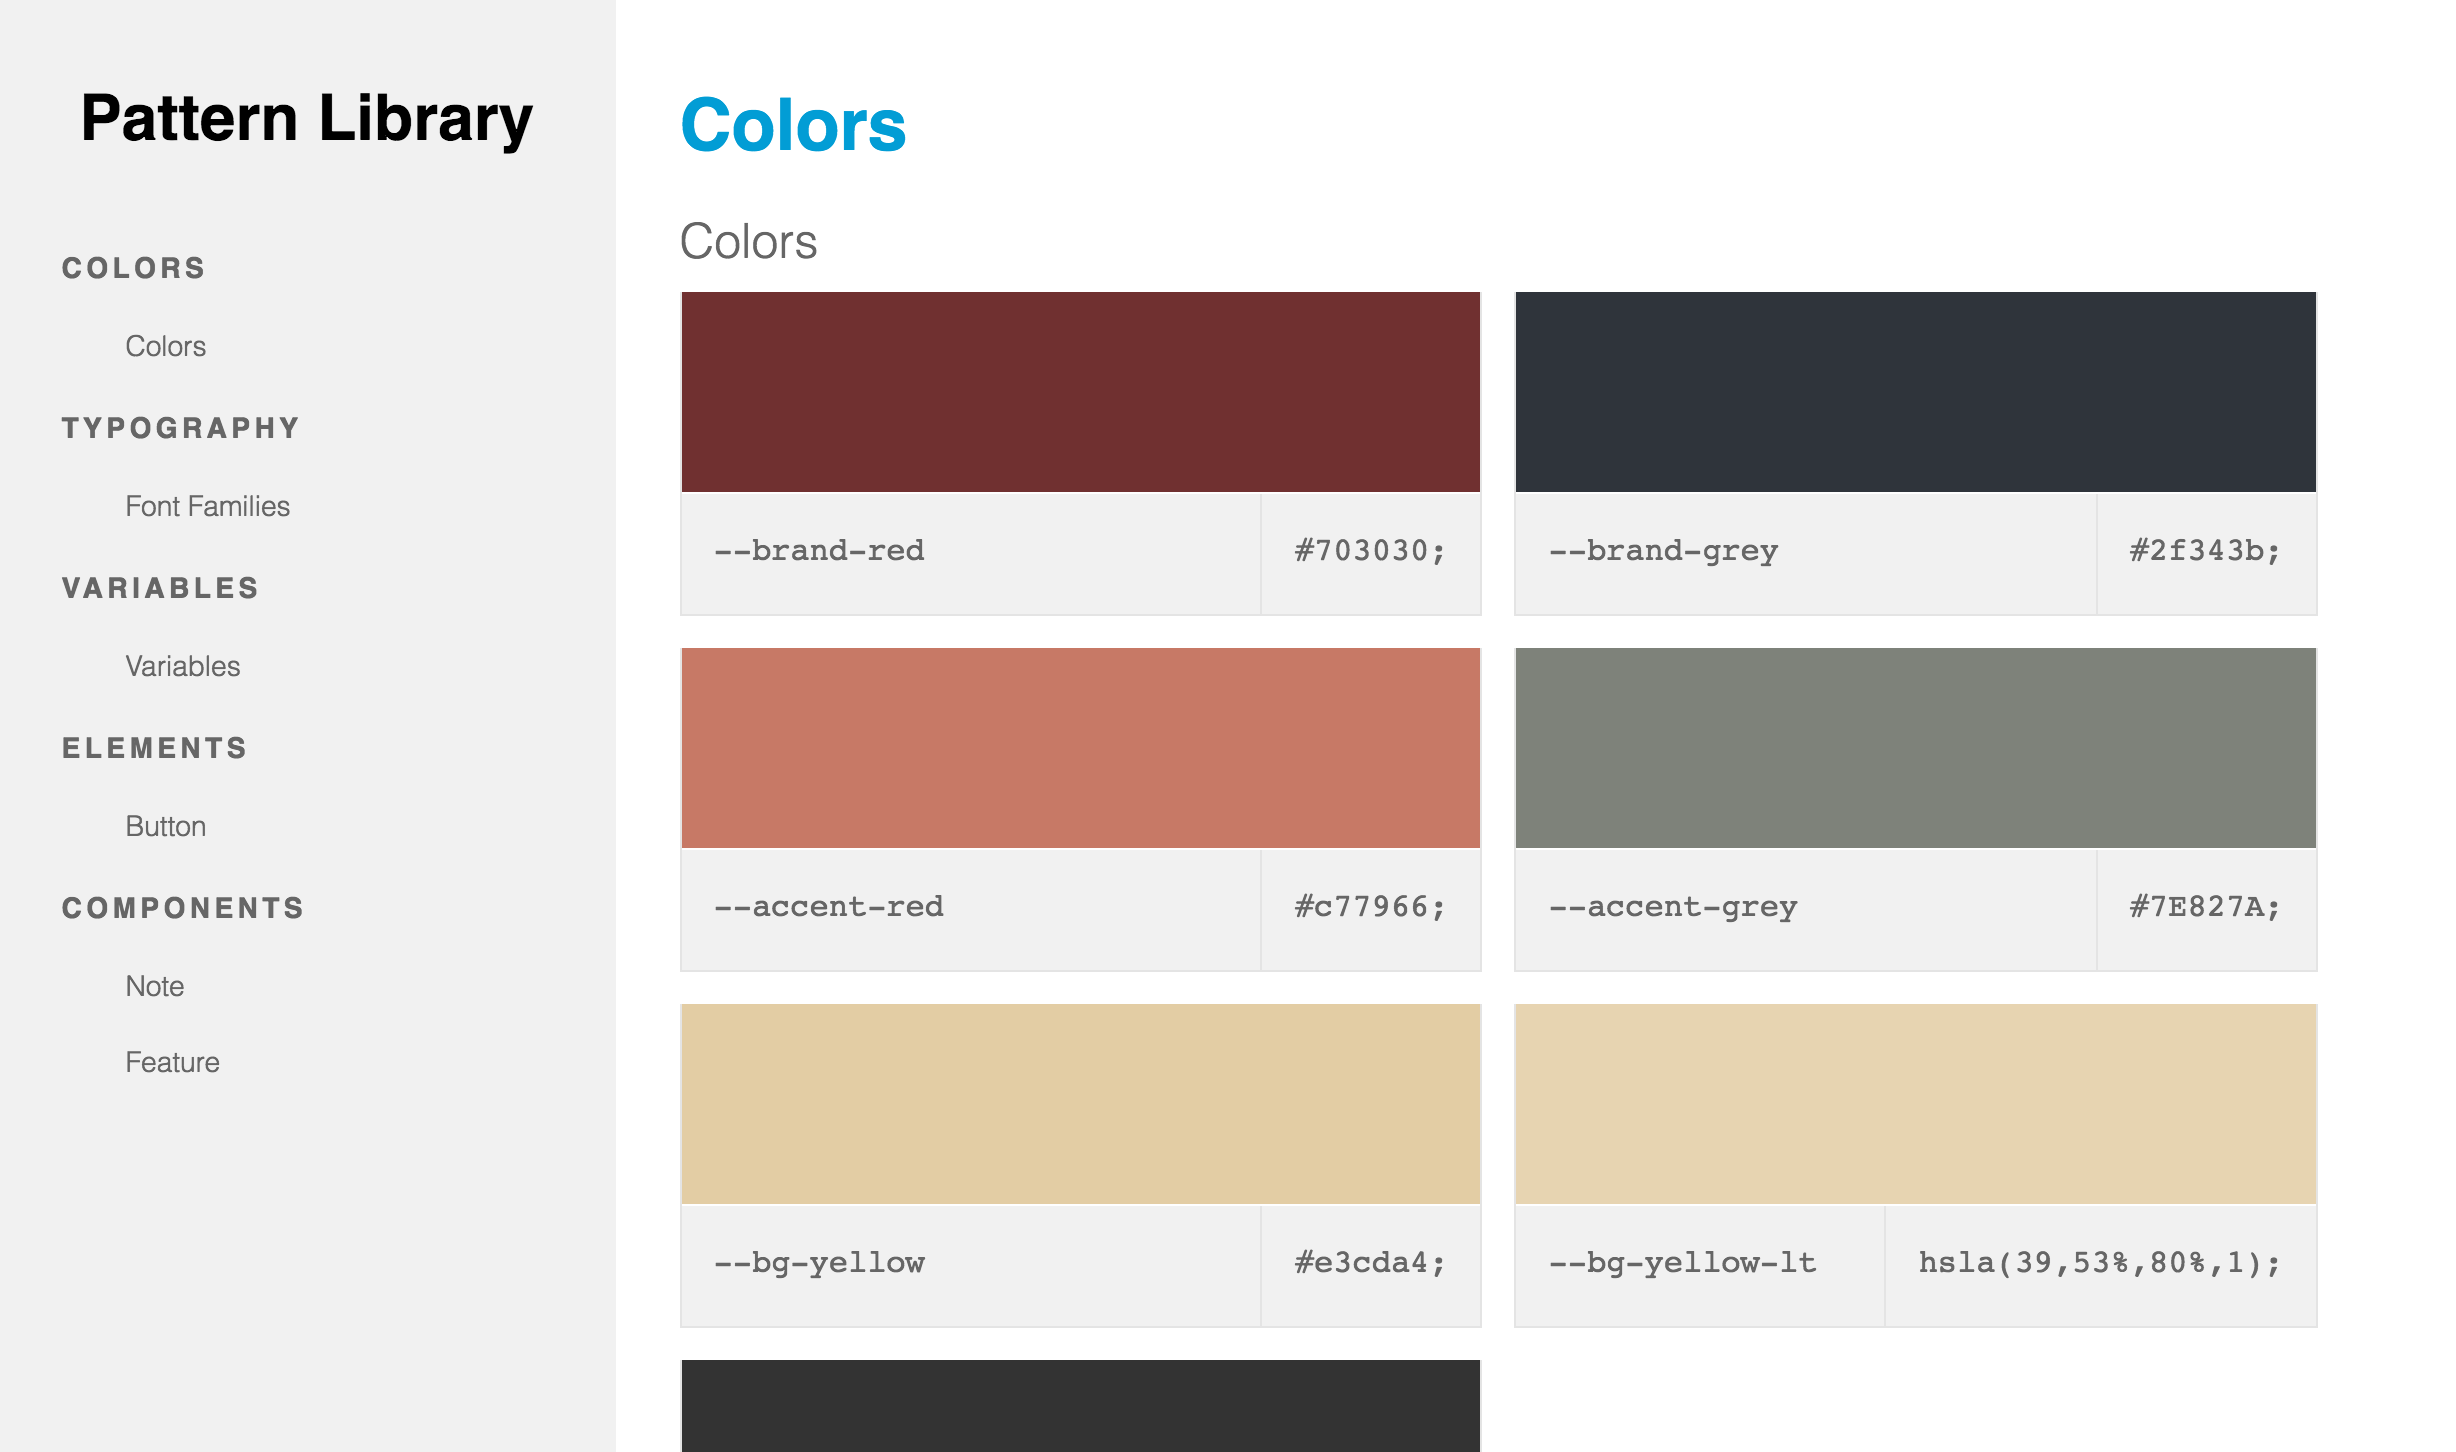 Pattern Library
COLORS
Colors
TYPOGRAPHY
Font Families
VARIABLES
Variables
ELEMENTS
Button
COMPONENTS
Note
Feature
Colors
Colors
--brand-red #703030;
--brand-grey #2f343b;
--accent-red #c77966;
--accent-grey #7E827A;
--bg-yellow #e3cda4;
--bg-yellow-lt hsla(39,53%,80%,1);